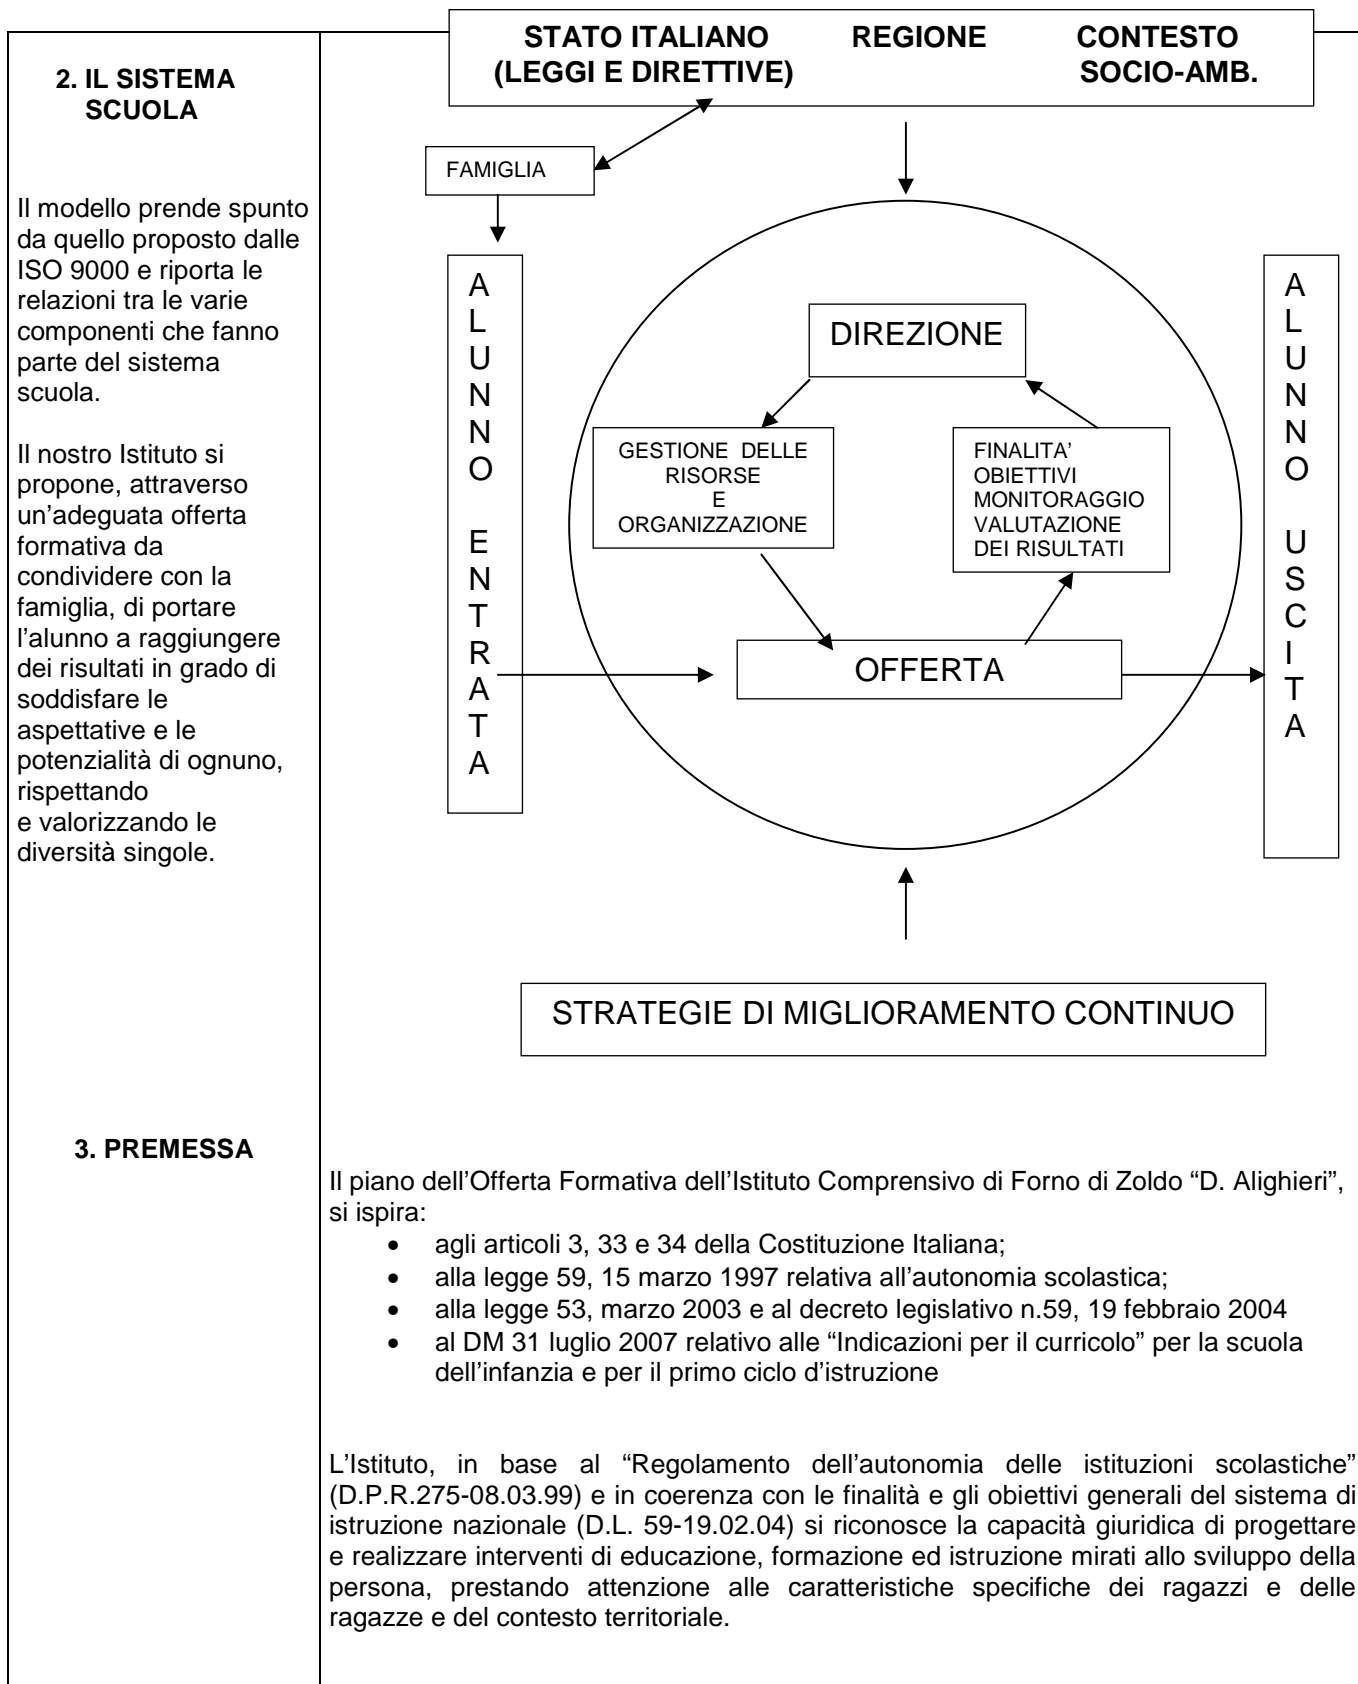 2. IL SISTEMA
SCUOLA
Il modello prende spunto
da quello proposto dalle
ISO 9000 e riporta le
relazioni tra le varie
componenti che fanno
parte del sistema
scuola.
Il nostro Istituto si
propone, attraverso
un’adeguata offerta
formativa da
condividere con la
famiglia, di portare
l’alunno a raggiungere
dei risultati in grado di
soddisfare le
aspettative e le
potenzialità di ognuno,
rispettando
e valorizzando le
diversità singole.
STATO ITALIANO REGIONE CONTESTO
(LEGGI E DIRETTIVE) SOCIO-AMB.
FAMIGLIA
A
L
U
N
N
O
E
N
T
R
A
T
A
DIREZIONE
GESTIONE DELLE
RISORSE
E
ORGANIZZAZIONE
FINALITA’
OBIETTIVI
MONITORAGGIO
VALUTAZIONE
DEI RISULTATI
OFFERTA
A
L
U
N
N
O
U
S
C
I
T
A
STRATEGIE DI MIGLIORAMENTO CONTINUO
3. PREMESSA
Il piano dell’Offerta Formativa dell’Istituto Comprensivo di Forno di Zoldo “D. Alighieri”,
si ispira:
• agli articoli 3, 33 e 34 della Costituzione Italiana;
• alla legge 59, 15 marzo 1997 relativa all’autonomia scolastica;
• alla legge 53, marzo 2003 e al decreto legislativo n.59, 19 febbraio 2004
• al DM 31 luglio 2007 relativo alle “Indicazioni per il curricolo” per la scuola
dell’infanzia e per il primo ciclo d’istruzione
L’Istituto, in base al “Regolamento dell’autonomia delle istituzioni scolastiche”
(D.P.R.275-08.03.99) e in coerenza con le finalità e gli obiettivi generali del sistema di
istruzione nazionale (D.L. 59-19.02.04) si riconosce la capacità giuridica di progettare
e realizzare interventi di educazione, formazione ed istruzione mirati allo sviluppo della
persona, prestando attenzione alle caratteristiche specifiche dei ragazzi e delle
ragazze e del contesto territoriale.